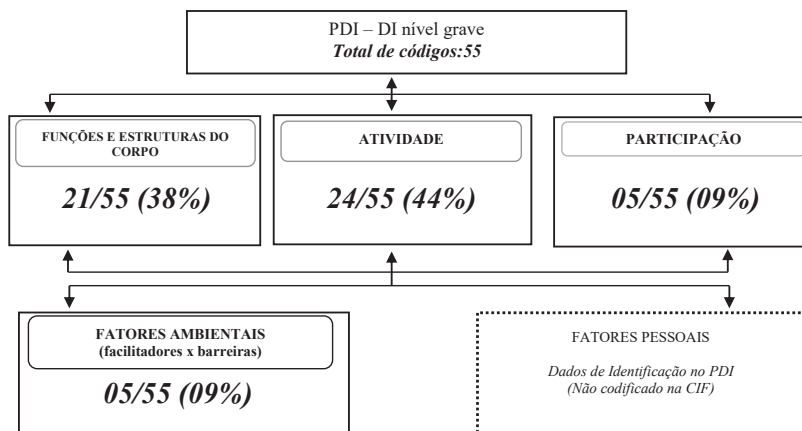 PDI – DI nível grave
Total de códigos:55
FUNÇÕES E ESTRUTURAS DO
CORPO
21/55 (38%)
ATIVIDADE
24/55 (44%)
PARTICIPAÇÃO
05/55 (09%)
FATORES AMBIENTAIS
(facilitadores x barreiras)
05/55 (09%)
FATORES PESSOAIS
Dados de Identificação no PDI
(Não codificado na CIF)